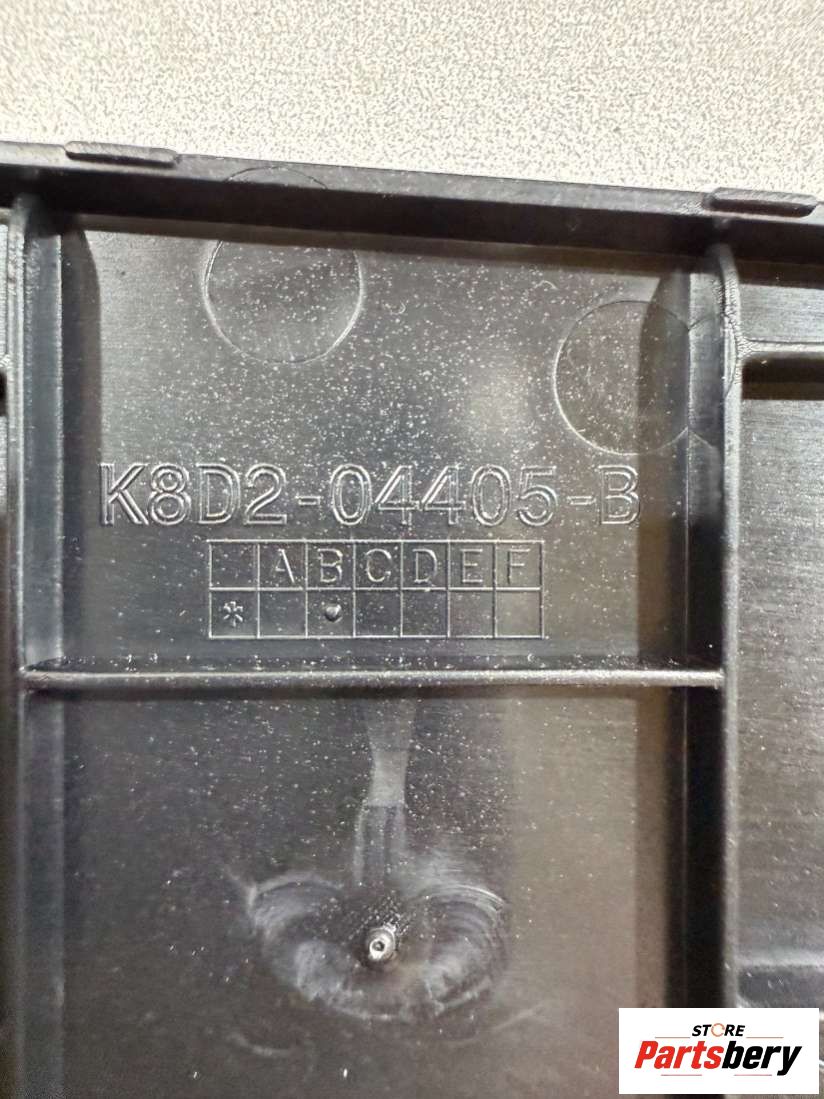 K8D2-04405-B
A B C D E F
*
STORE
Partsbery